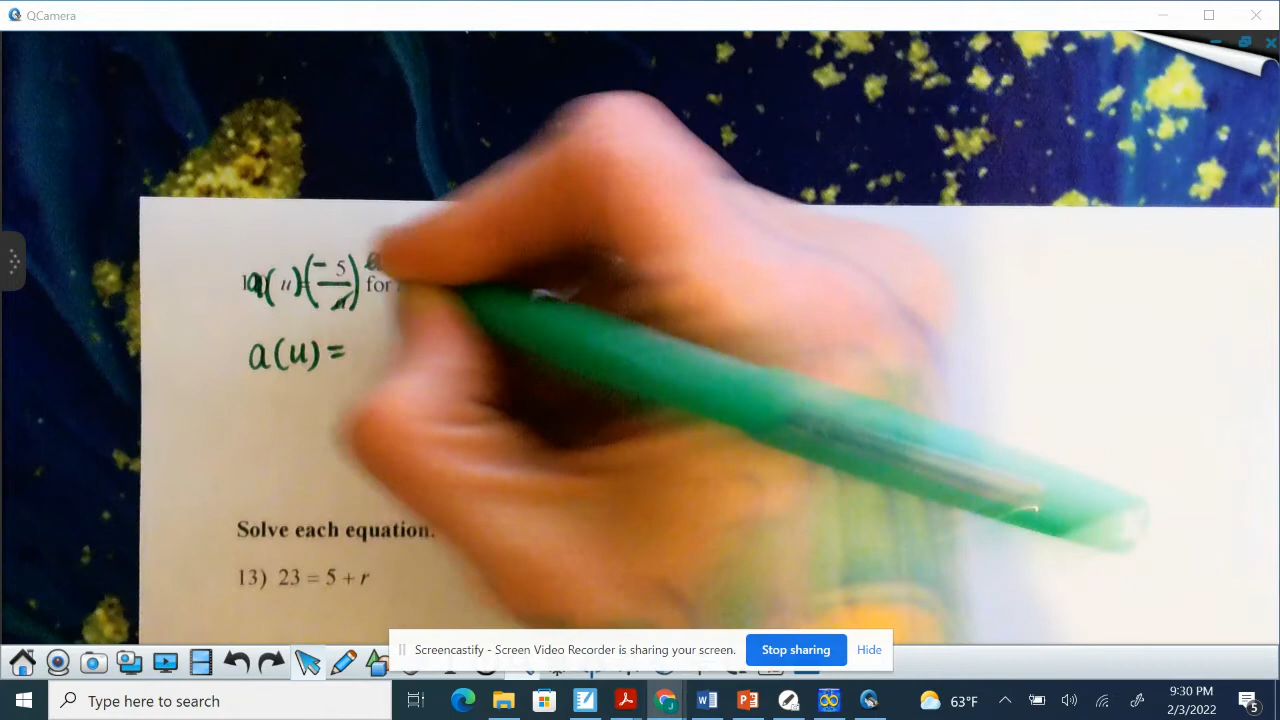 QCamera
a(u)=(- 5/a) for
a(u) =
Solve each equation.
13) 23 = 5 + r
Screencastify - Screen Video Recorder is sharing your screen.
Stop sharing
Hide
Type here to search
63°F
9:30 PM
2/3/2022
5